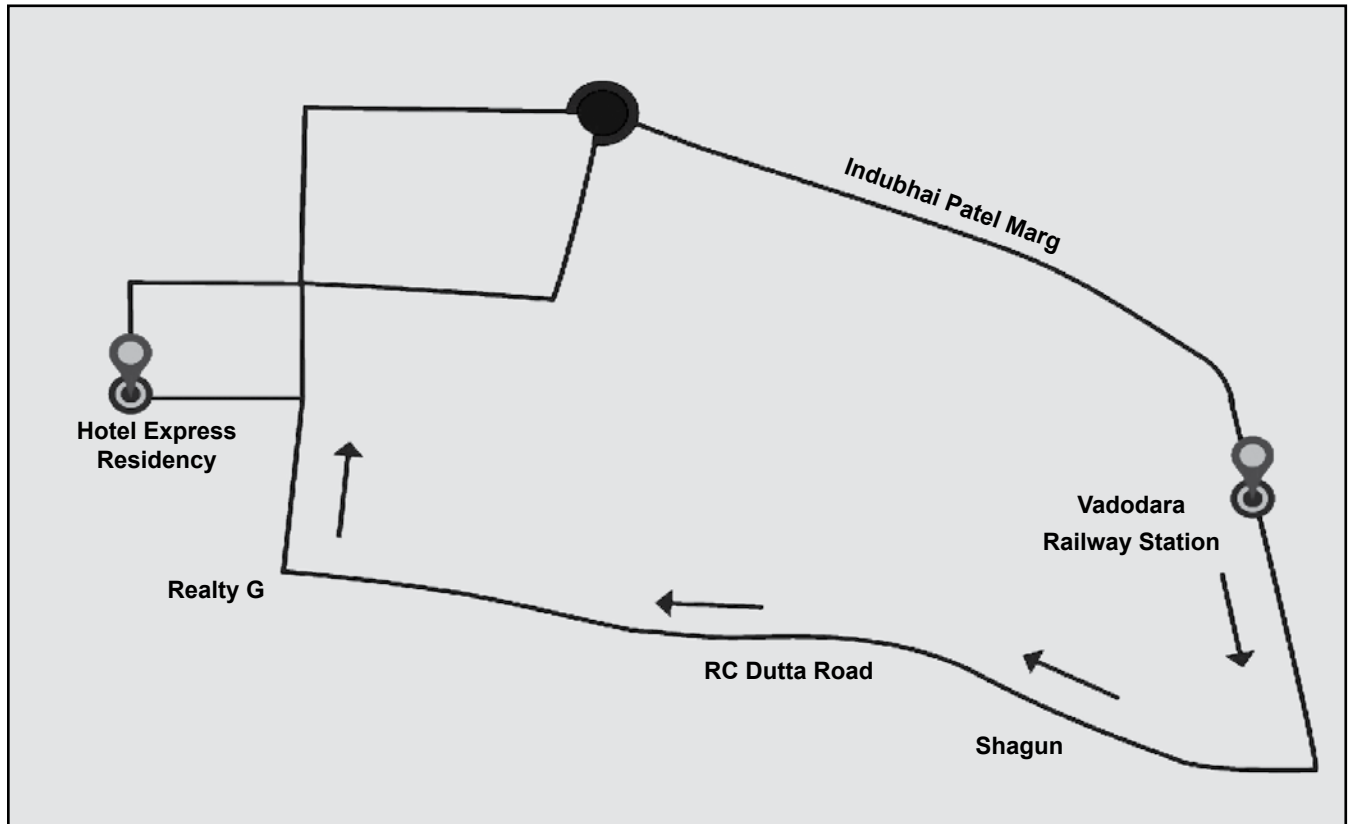 Indubhai Patel Marg
Hotel Express
Residency
Vadodara
Railway Station
Realty G
RC Dutta Road
Shagun